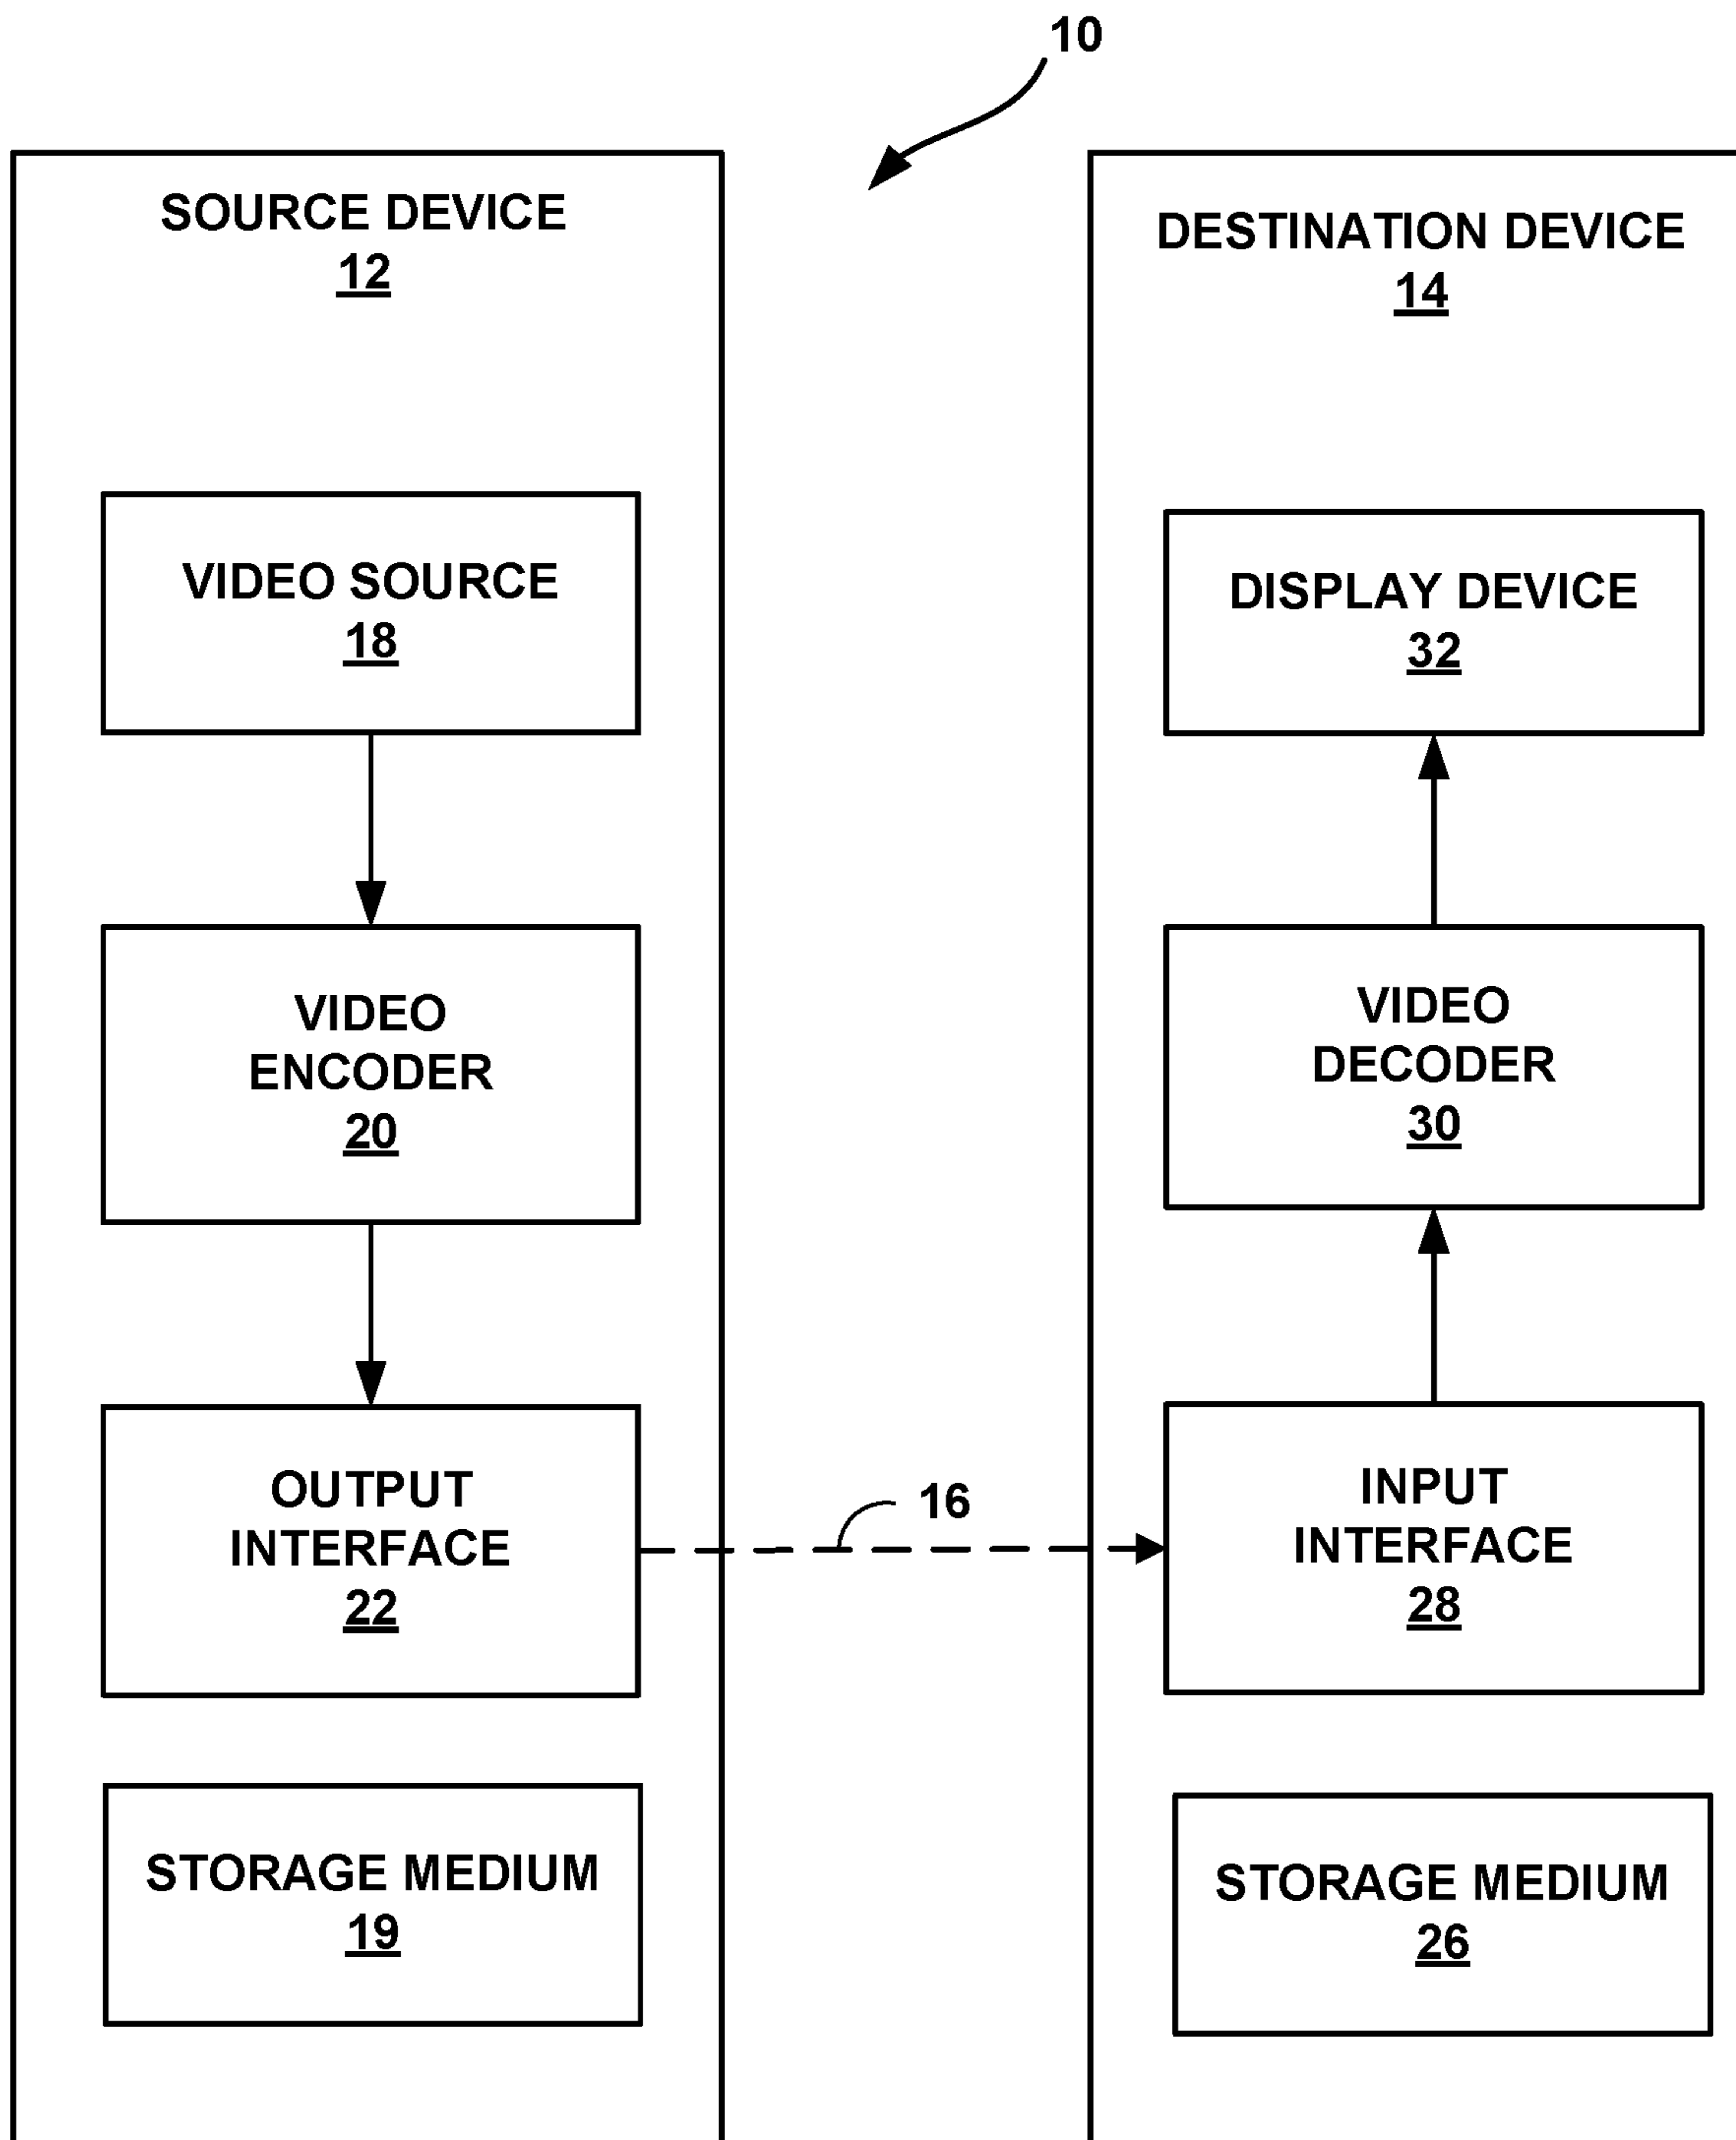 10
SOURCE DEVICE
12
VIDEO SOURCE
18
VIDEO
ENCODER
20
OUTPUT
INTERFACE
22
STORAGE MEDIUM
19
16
DESTINATION DEVICE
14
DISPLAY DEVICE
32
VIDEO
DECODER
30
INPUT
INTERFACE
28
STORAGE MEDIUM
26